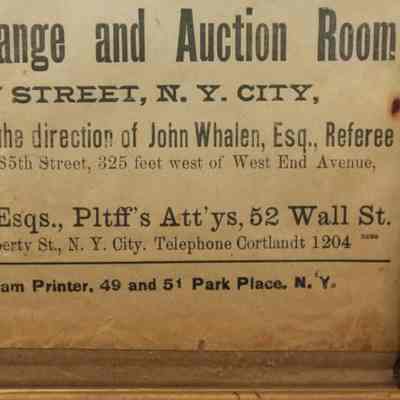 ange and Auction Room
STREET, N. Y. CITY,
the direction of John Whalen, Esq., Referee
85th Street, 325 feet west of West End Avenue,
Esqs., Pltff's Att'ys, 52 Wall St.
perty St., N. Y. City. Telephone Cortlandt 1204
am Printer, 49 and 51 Park Place, N. Y.